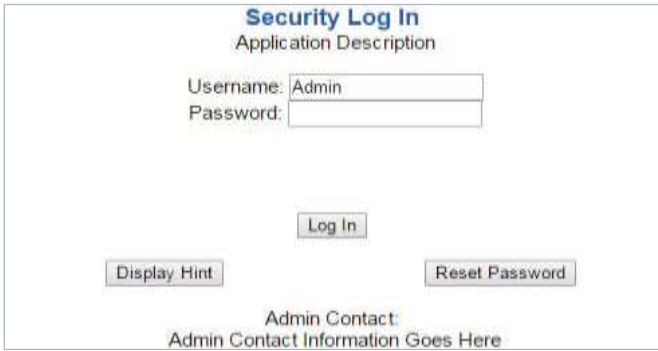 Security Log In
Application Description
Username: Admin
Password:
Log In
Display Hint Reset Password
Admin Contact:
Admin Contact Information Goes Here